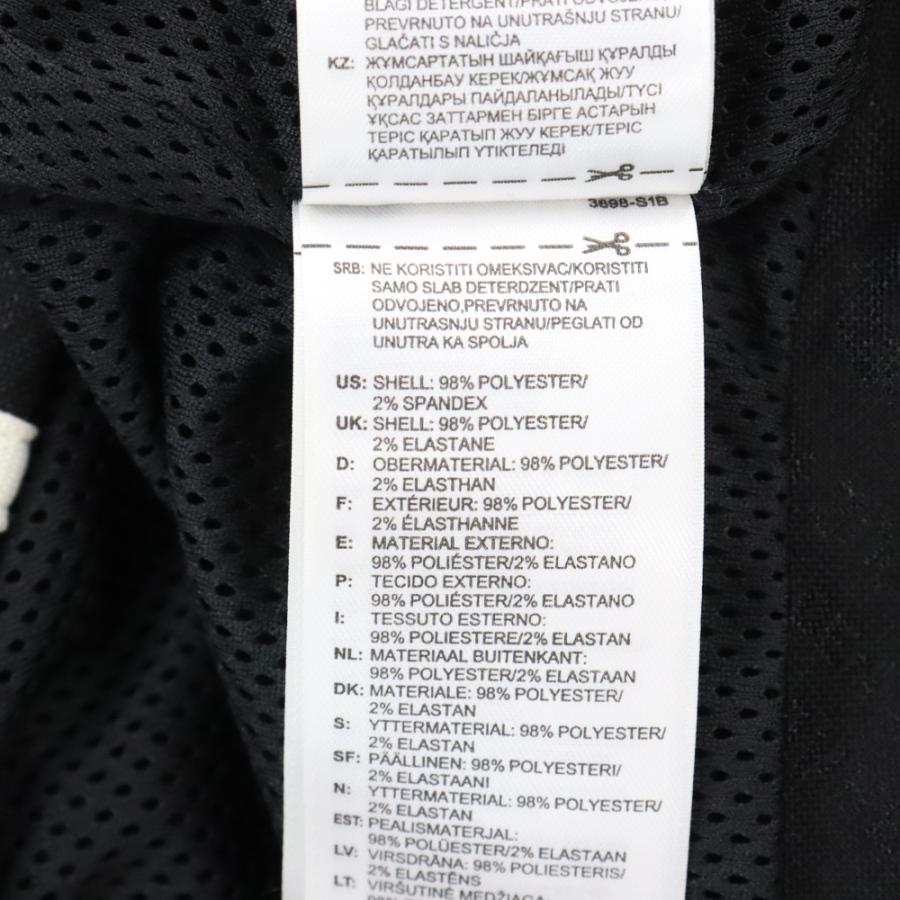 BLAGI DETERGENT/PRATI ODVOJENO/
PREVRNUTO NA UNUTRAŠNJU STRANU/
GLAČATI S NALIČJA
KZ: ЖҰМСАРТАТЫН ШАЙҚАҒЫШ ҚҰРАЛДЫ
ҚОЛДАНБАУ КЕРЕК/ЖҰМСАҚ ЖУУ
ҚҰРАЛДАРЫ ПАЙДАЛАНЫЛАДЫ/ТҮСІ
ҰҚСАС ЗАТТАРМЕН БІРГЕ АСТАРЫН
ТЕРІС ҚАРАТЫП ЖУУ КЕРЕК/ТЕРІС
ҚАРАТЫЛЫП ҮТІКТЕЛЕДІ
3698-S1B
SRB: NE KORISTITI OMEKSIVAC/KORISTITI
SAMO SLAB DETERDZENT/PRATI
ODVOJENO,PREVRNUTO NA
UNUTRASNJU STRANU/PEGLATI OD
UNUTRA KA SPOLJA
US: SHELL: 98% POLYESTER/
2% SPANDEX
UK: SHELL: 98% POLYESTER/
2% ELASTANE
D: OBERMATERIAL: 98% POLYESTER/
2% ELASTHAN
F: EXTÉRIEUR: 98% POLYESTER/
2% ÉLASTHANNE
E: MATERIAL EXTERNO:
98% POLIÉSTER/2% ELASTANO
P: TECIDO EXTERNO:
98% POLIÉSTER/2% ELASTANO
I: TESSUTO ESTERNO:
98% POLIESTERE/2% ELASTAN
NL: MATERIAAL BUITENKANT:
98% POLYESTER/2% ELASTAAN
DK: MATERIALE: 98% POLYESTER/
2% ELASTAN
S: YTTERMATERIAL: 98% POLYESTER/
2% ELASTAN
SF: PÄÄLLINEN: 98% POLYESTERI/
2% ELASTAANI
N: YTTERMATERIAL: 98% POLYESTER/
2% ELASTAN
EST: PEALISMATERJAL:
98% POLÜESTER/2% ELASTAAN
LV: VIRSDRĀNA: 98% POLIESTERIS/
2% ELASTĒNS
LT: VIRŠUTINĖ MEDŽIAGA: